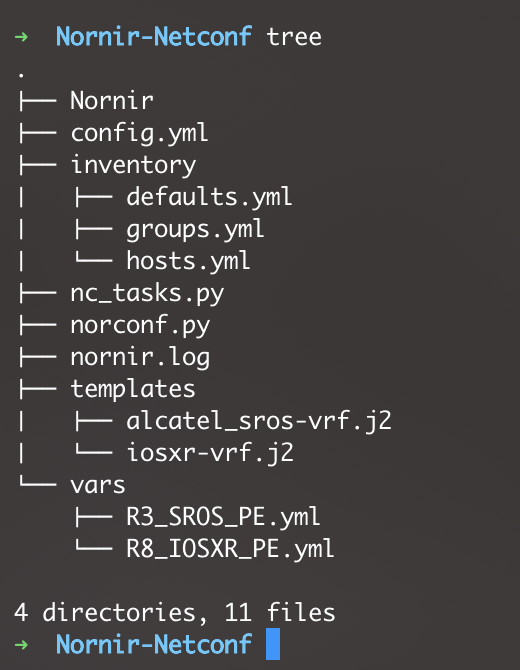 →  Nornir-Netconf tree
.
├── Nornir
├── config.yml
├── inventory
│   ├── defaults.yml
│   ├── groups.yml
│   └── hosts.yml
├── nc_tasks.py
├── norconf.py
├── nornir.log
├── templates
│   ├── alcatel_sros-vrf.j2
│   └── iosxr-vrf.j2
└── vars
    ├── R3_SROS_PE.yml
    └── R8_IOSXR_PE.yml

4 directories, 11 files
→  Nornir-Netconf